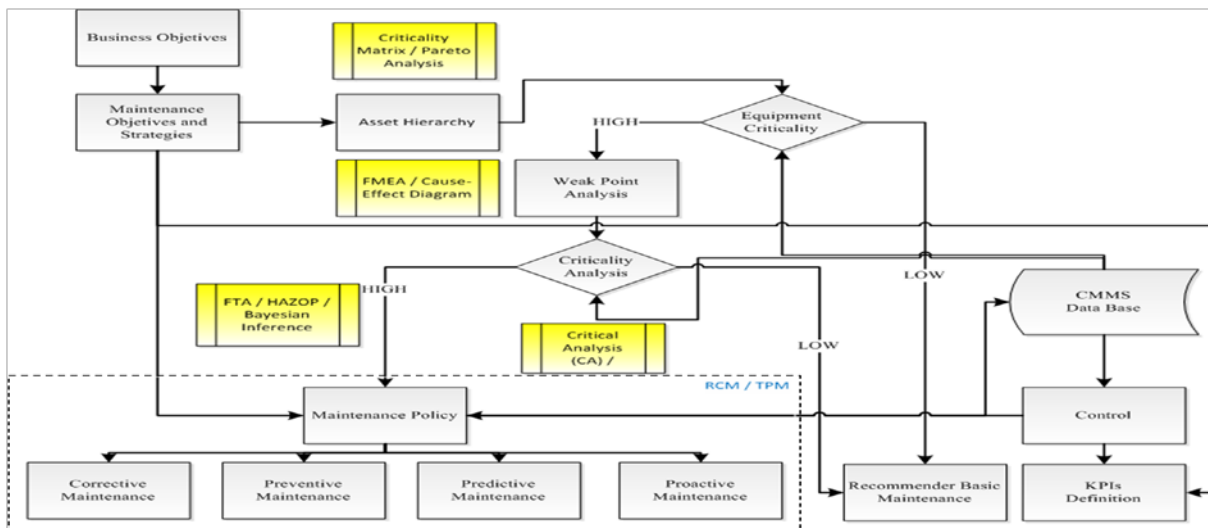 Business Objetives
Criticality
Matrix / Pareto
Analysis
Maintenance
Objetives and
Strategies
Asset Hierarchy
Equipment
Criticality
HIGH
FMEA / Cause-
Effect Diagram
Weak Point
Analysis
Criticality
Analysis
LOW
HIGH
FTA / HAZOP /
Bayesian
Inference
CMMS
Data Base
Critical
Analysis
(CA) /
LOW
RCM / TPM
Maintenance Policy
Control
Corrective
Maintenance
Preventive
Maintenance
Predictive
Maintenance
Proactive
Maintenance
Recommender Basic
Maintenance
KPIs
Definition